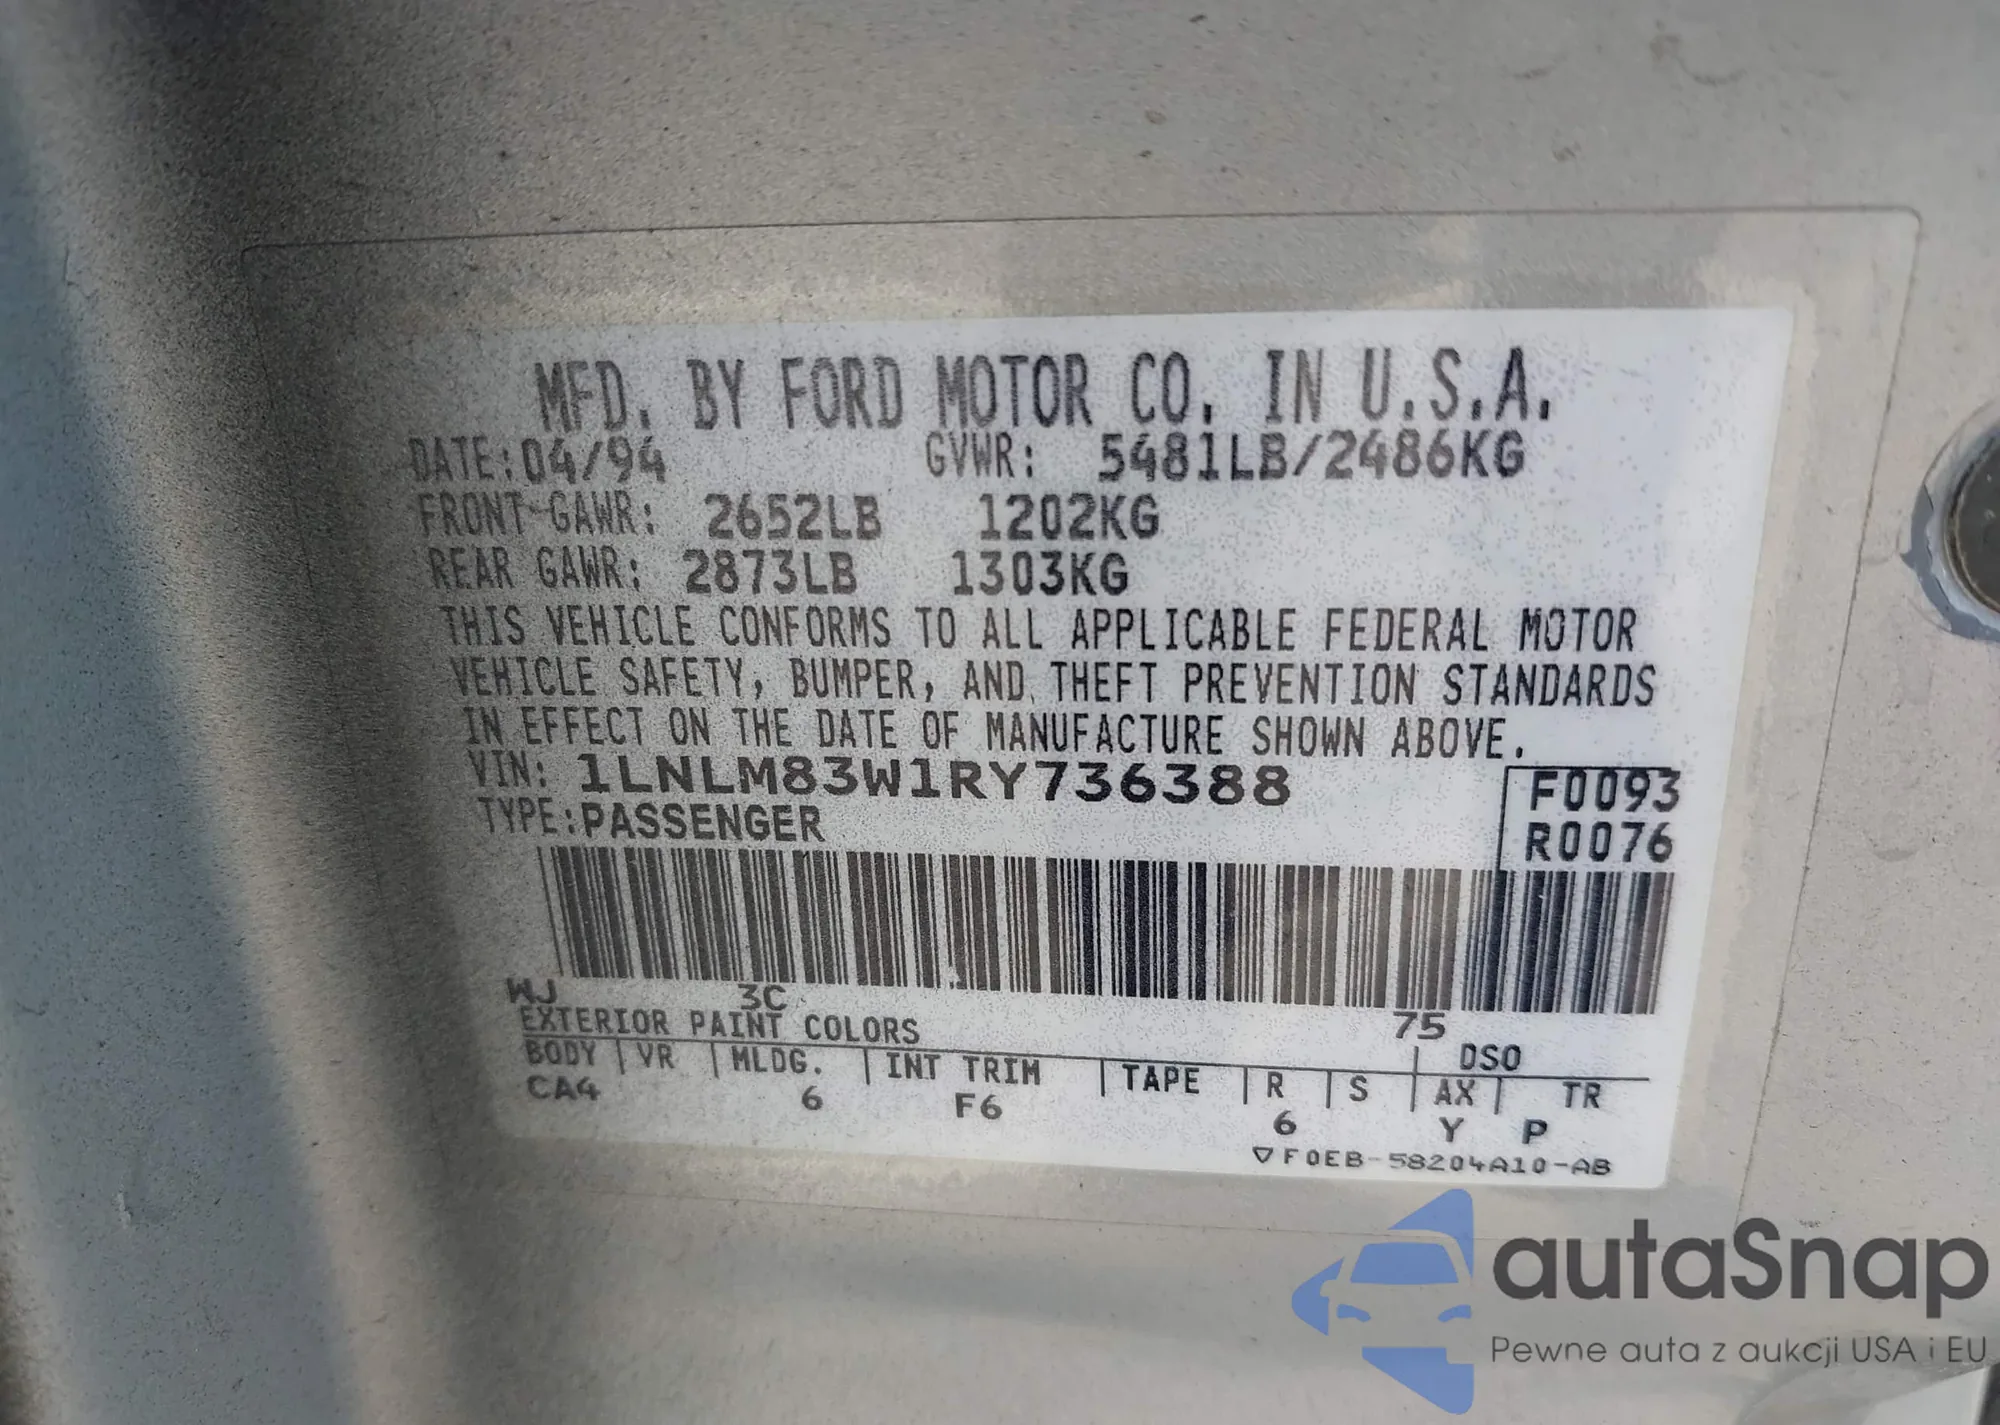 MFD. BY FORD MOTOR CO. IN U.S.A.
DATE:04/94 GVWR: 5481LB/2486KG
FRONT GAWR: 2652LB 1202KG
REAR GAWR: 2873LB 1303KG
THIS VEHICLE CONFORMS TO ALL APPLICABLE FEDERAL MOTOR
VEHICLE SAFETY, BUMPER, AND THEFT PREVENTION STANDARDS
IN EFFECT ON THE DATE OF MANUFACTURE SHOWN ABOVE.
VIN: 1LNLM83W1RY736388
F0093
TYPE:PASSENGER
R0076
WJ 3C
EXTERIOR PAINT COLORS 75 DSO
BODY | VR | MLDG. | INT TRIM | TAPE | R | S | AX | TR
CA4 6 F6 6 Y P
▽F0EB-58204A10-AB
autaSnap
Pewne auta z aukcji USA i EU